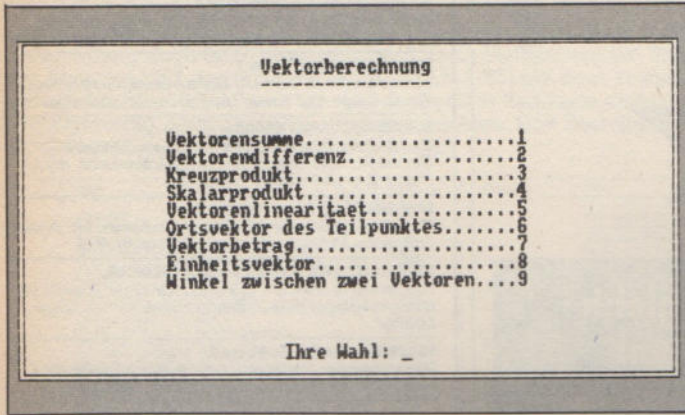 Vektorberechnung
-----------------
Vektorensumme......................1
Vektorendifferenz..................2
Kreuzprodukt.......................3
Skalarprodukt......................4
Vektorenlinearitaet................5
Ortsvektor des Teilpunktes.......6
Vektorbetrag.......................7
Einheitsvektor.....................8
Winkel zwischen zwei Vektoren....9
Ihre Wahl: _